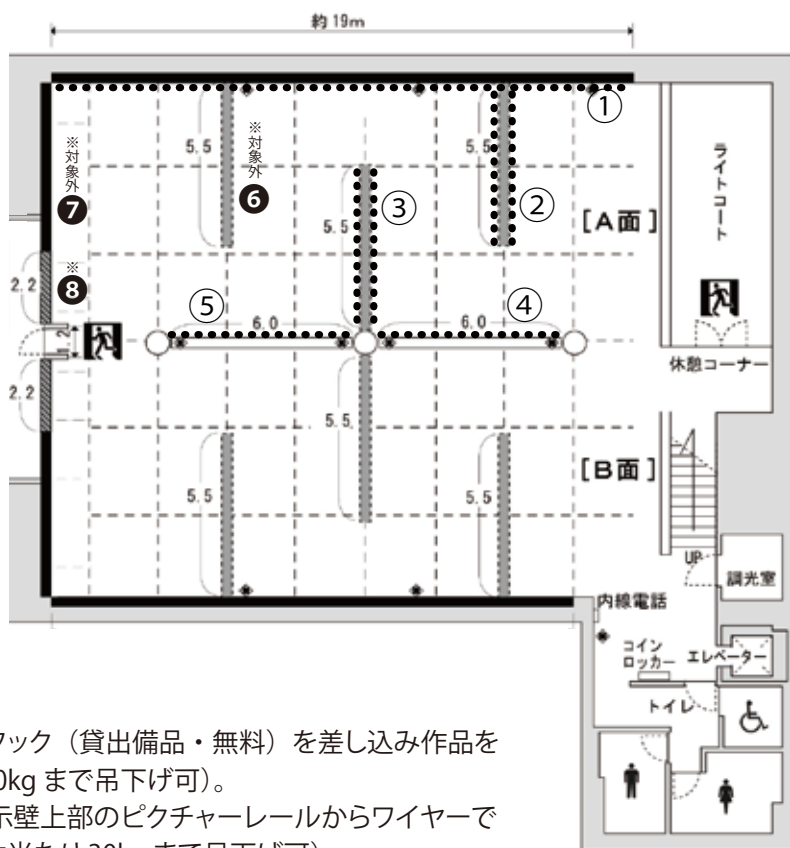 約19m
①
5.5
※対象外
❻
5.5
※対象外
❼
ライトコート
③
②
[A面]
5.5
※
❽
2.2
⑤
④
6.0
6.0
2
休憩コーナー
2.2
5.5
[B面]
5.5
5.5
UP
調光室
内線電話
コイン
ロッカー
エレベーター
トイレ
フック（貸出備品・無料）を差し込み作品を
0kg まで吊下げ可）。
示壁上部のピクチャーレールからワイヤーで